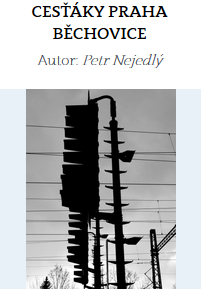 CESŤÁKY PRAHA
BĚCHOVICE
Autor: Petr Nejedlý